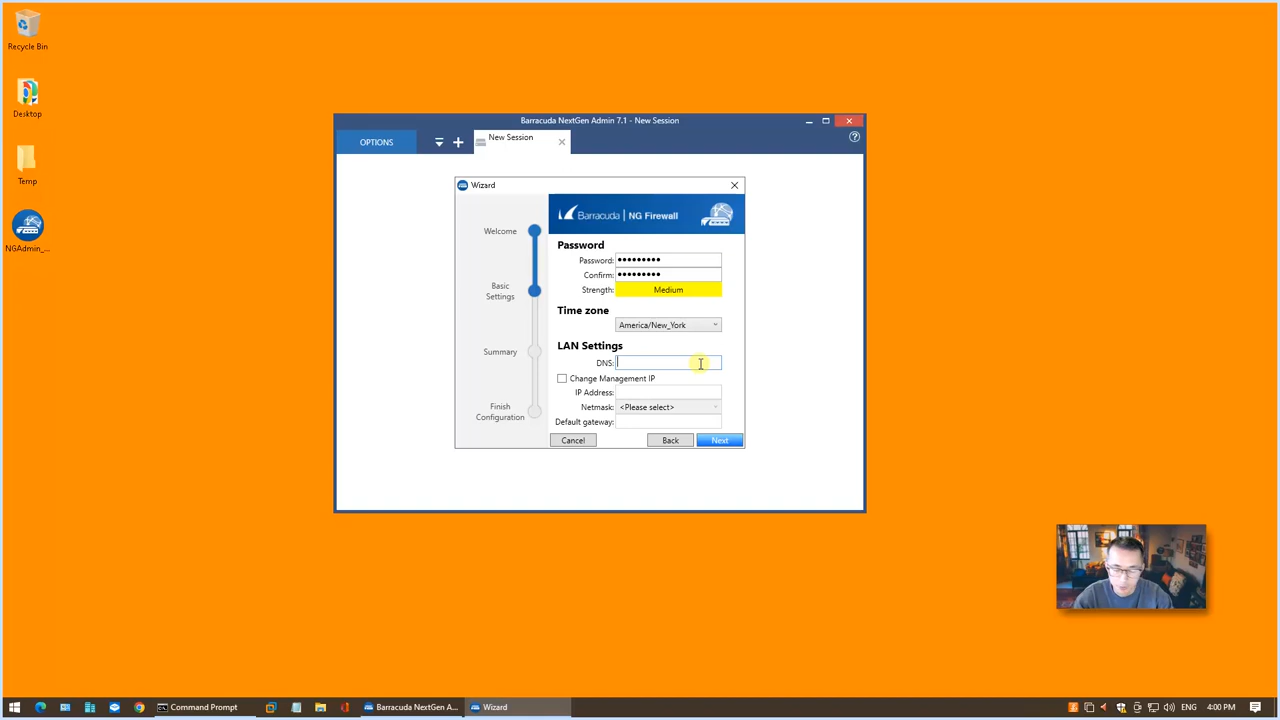 Recycle Bin
Desktop
Temp
NGAdmin_...
Barracuda NextGen Admin 7.1 - New Session
OPTIONS
New Session
Wizard
Barracuda | NG Firewall
Welcome
Basic
Settings
Summary
Finish
Configuration
Password
Password: •••••••••
Confirm: •••••••••
Strength: Medium
Time zone
America/New_York
LAN Settings
DNS:
Change Management IP
IP Address:
Netmask: <Please select>
Default gateway:
Cancel Back Next
Command Prompt Barracuda NextGen A... Wizard ENG 4:00 PM